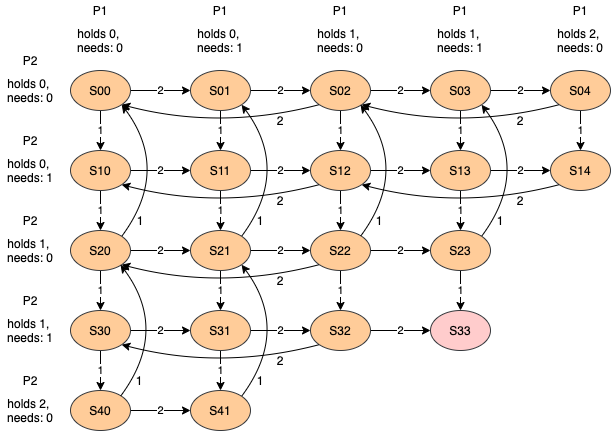 P1 P1 P1 P1 P1
holds 0, holds 0, holds 1, holds 1, holds 2,
needs: 0 needs: 1 needs: 0 needs: 1 needs: 0
P2
holds 0,
needs: 0
S00 2 S01 2 S02 2 S03 2 S04
2 2
1 1 1 1 1
P2
holds 0,
needs: 1
S10 2 S11 2 S12 2 S13 2 S14
2 2
1 1 1 1
1 1 1 1
P2
holds 1,
needs: 0
S20 2 S21 2 S22 2 S23
2
1 1 1 1
P2
holds 1,
needs: 1
S30 2 S31 2 S32 2 S33
2
1 1
1 1
P2
holds 2,
needs: 0
S40 2 S41